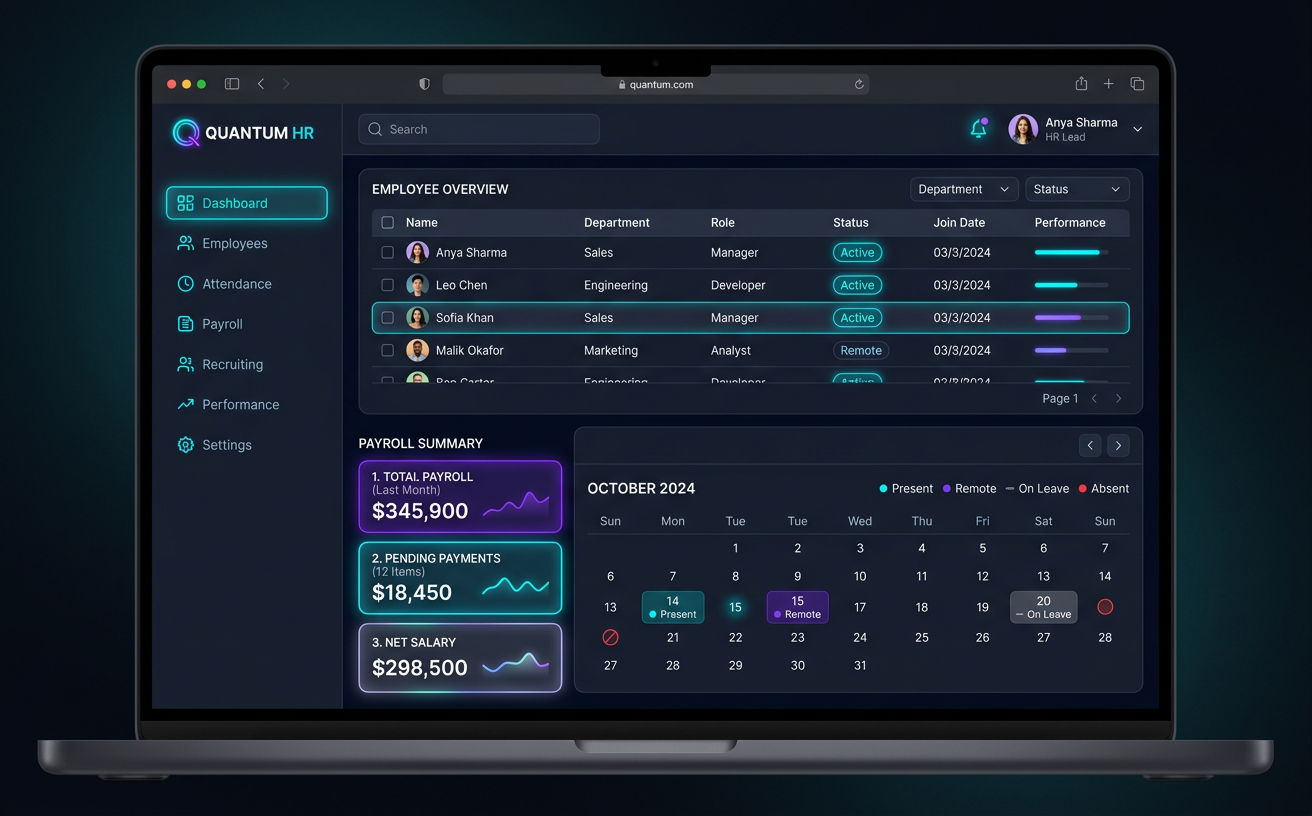 quantum.com
QUANTUM HR
Search
Anya Sharma
HR Lead
Dashboard
Employees
Attendance
Payroll
Recruiting
Performance
Settings
EMPLOYEE OVERVIEW
Department
Status
Name Department Role Status Join Date Performance
Anya Sharma Sales Manager Active 03/3/2024
Leo Chen Engineering Developer Active 03/3/2024
Sofia Khan Sales Manager Active 03/3/2024
Malik Okafor Marketing Analyst Remote 03/3/2024
Page 1
PAYROLL SUMMARY
1. TOTAL PAYROLL
(Last Month)
$345,900
2. PENDING PAYMENTS
(12 Items)
$18,450
3. NET SALARY
$298,500
OCTOBER 2024
Present Remote On Leave Absent
Sun Mon Tue Tue Wed Thu Fri Sat Sun
1 2 3 4 5 6 7
6 7 8 9 10 11 12 13 14
13 14 Present 15 15 Remote 17 18 19 20 On Leave
21 22 23 24 25 26 27 28
27 28 29 30 31